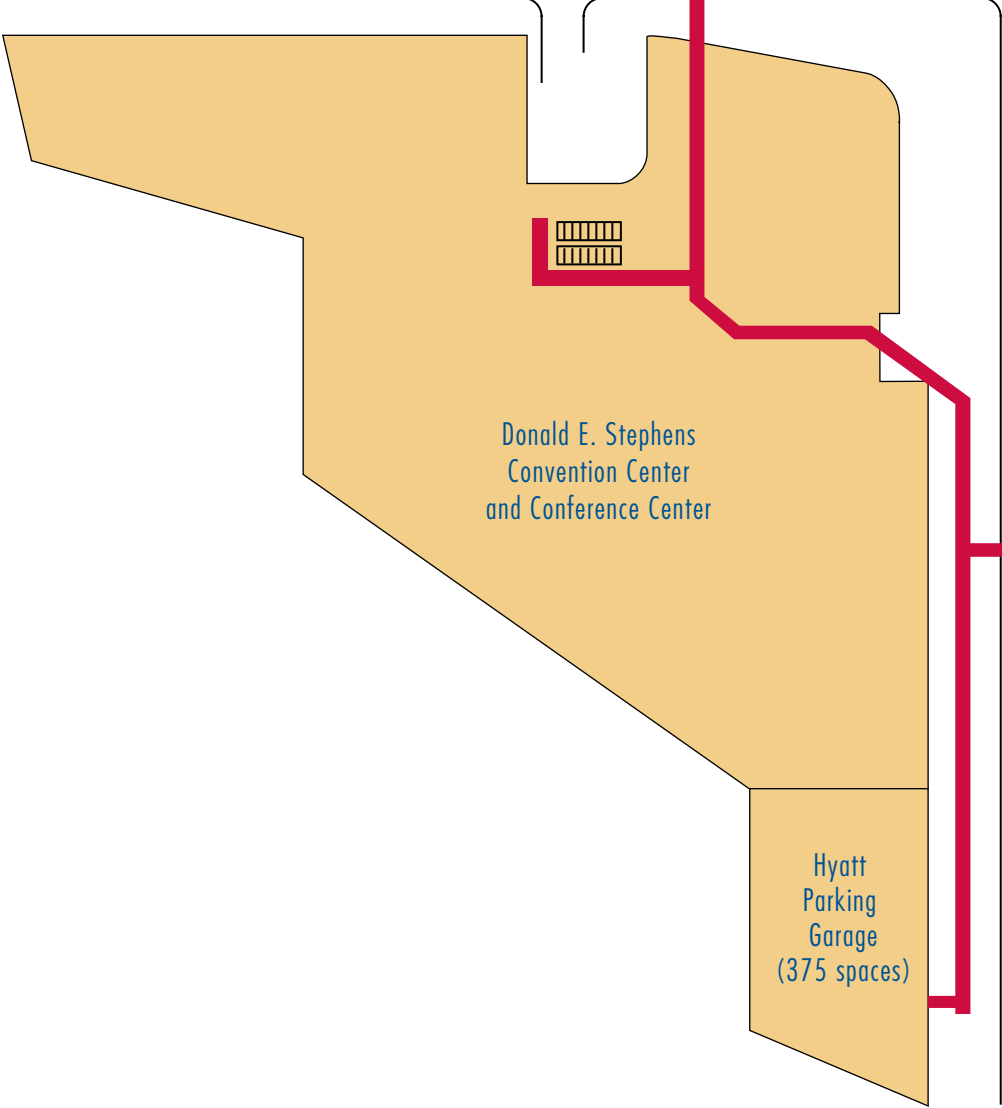 Donald E. Stephens
Convention Center
and Conference Center
Hyatt
Parking
Garage
(375 spaces)